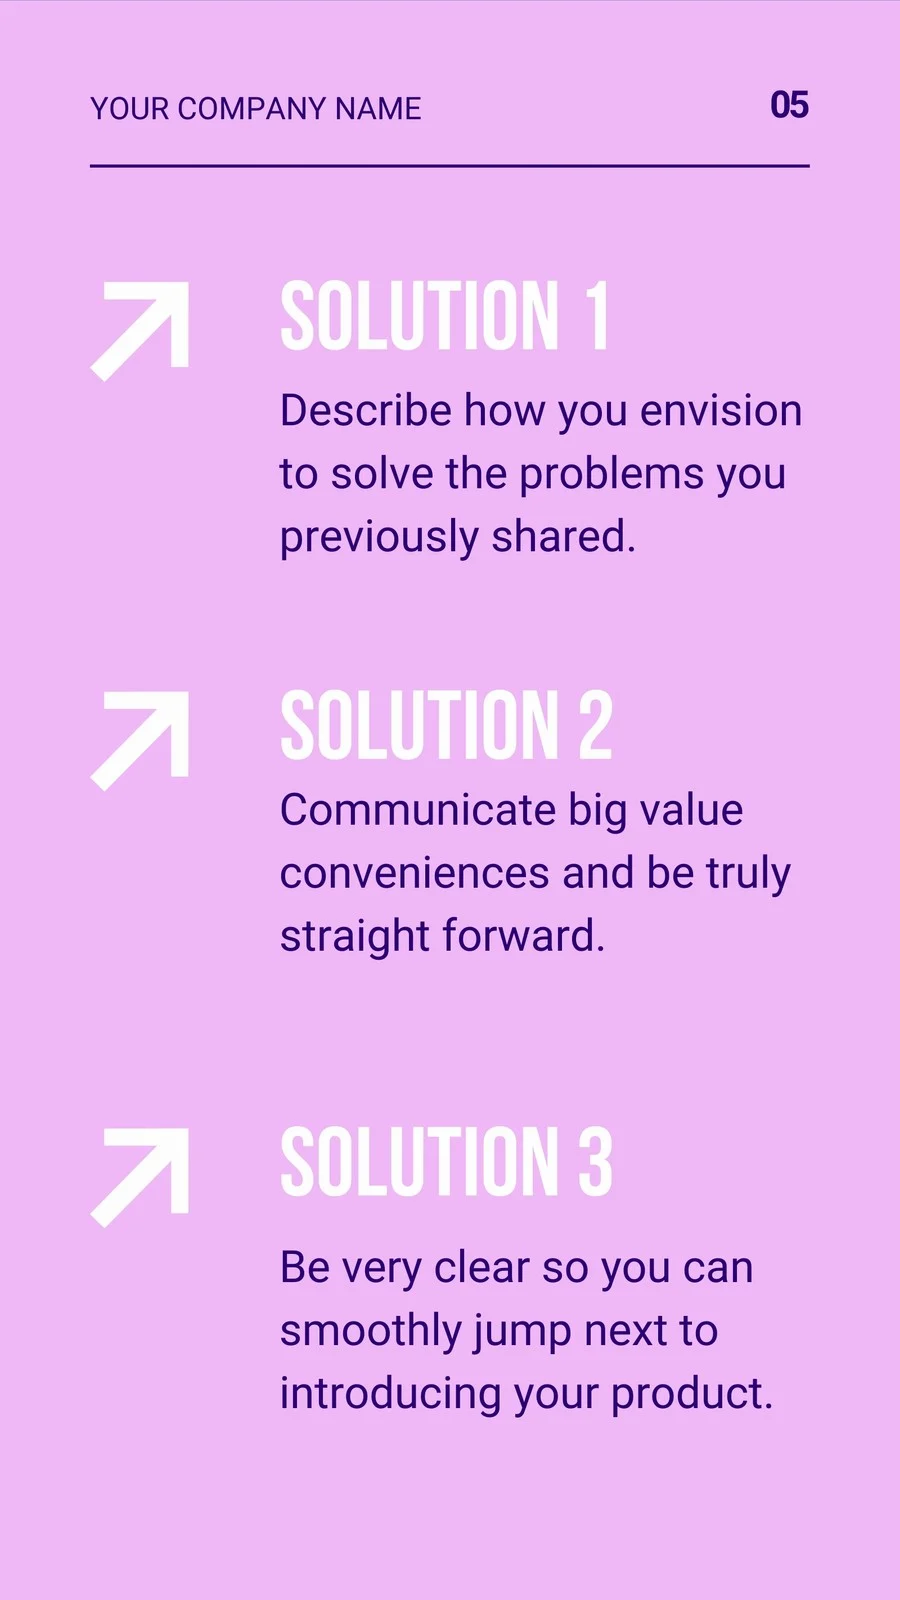 YOUR COMPANY NAME
05
SOLUTION 1
Describe how you envision
to solve the problems you
previously shared.
SOLUTION 2
Communicate big value
conveniences and be truly
straight forward.
SOLUTION 3
Be very clear so you can
smoothly jump next to
introducing your product.